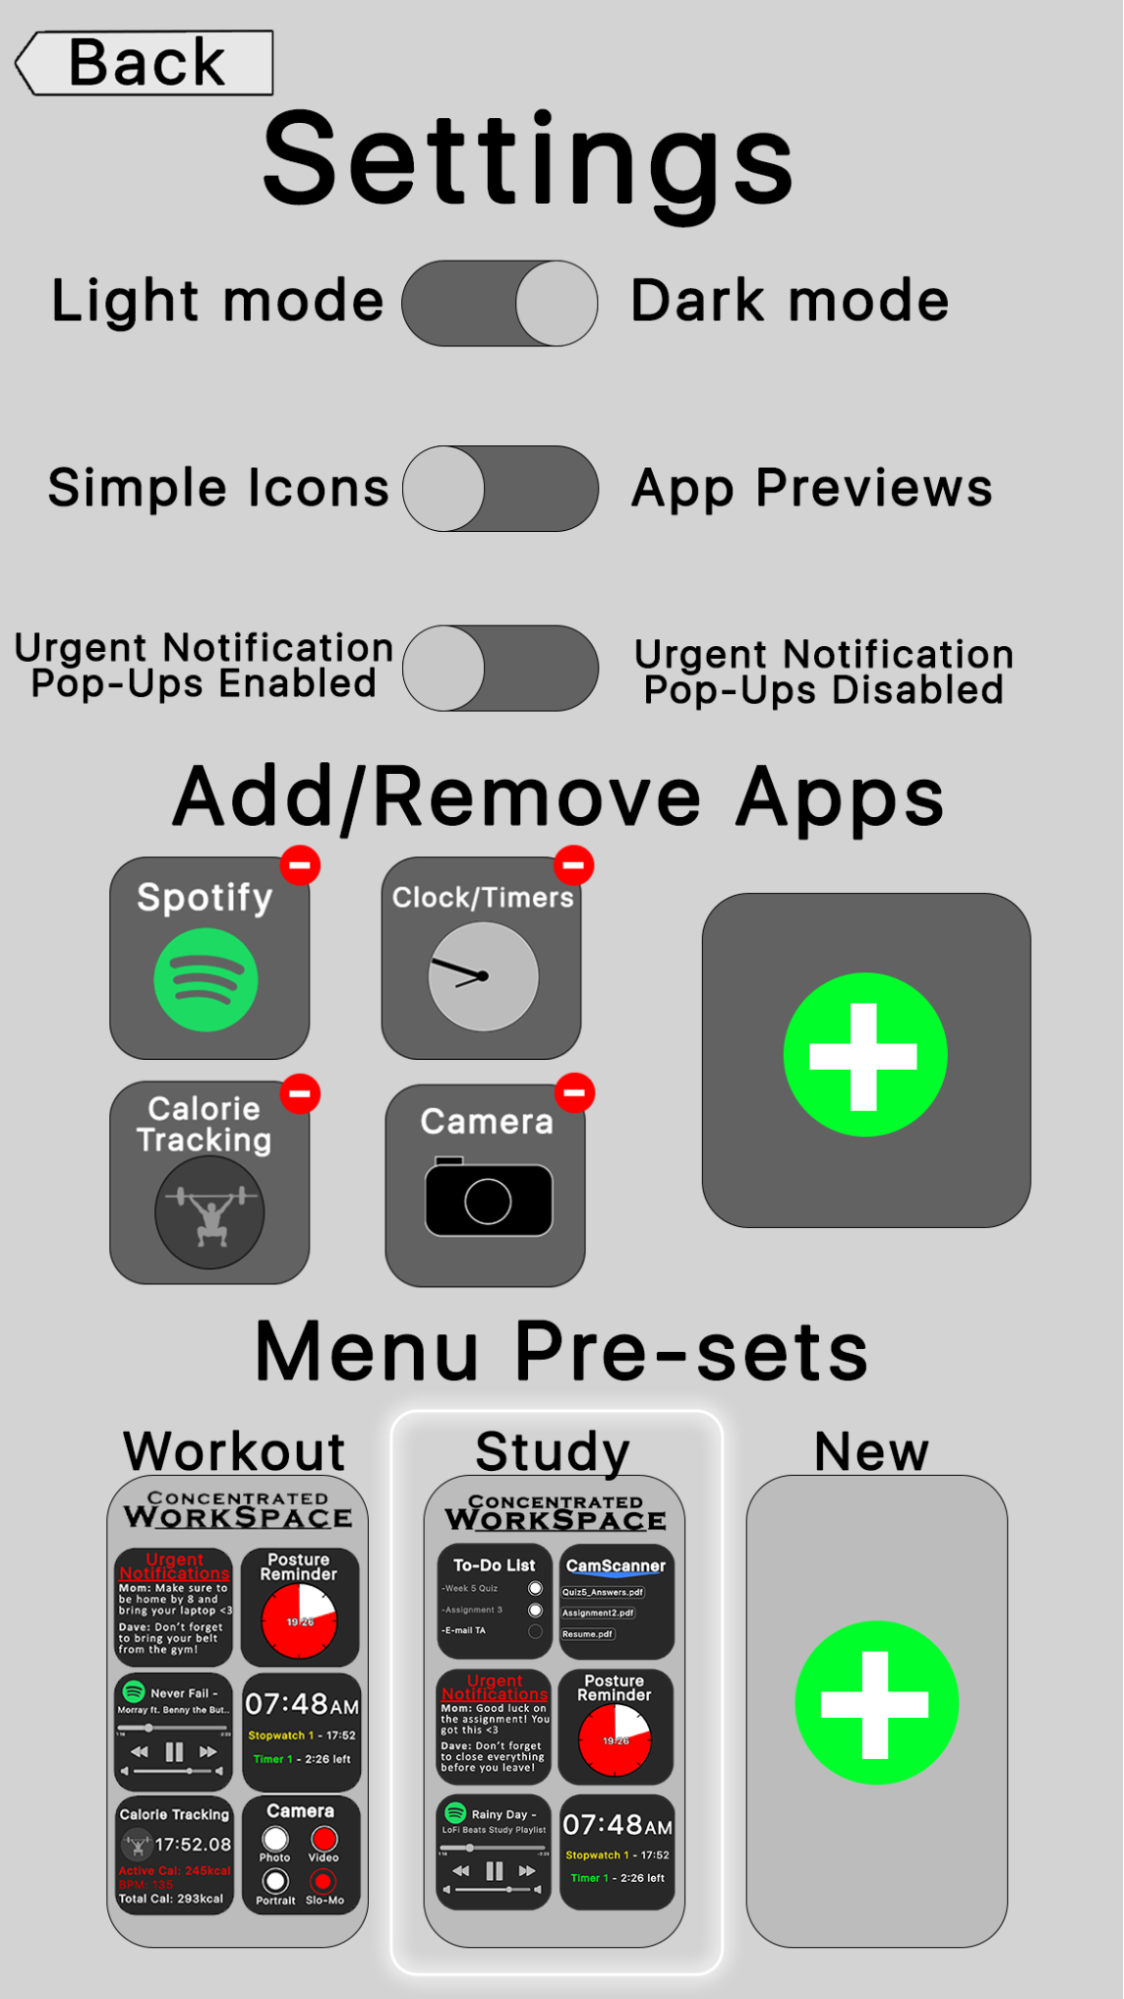 Back
Settings
Light mode
Dark mode
Simple Icons
App Previews
Urgent Notification
Pop-Ups Enabled
Urgent Notification
Pop-Ups Disabled
Add/Remove Apps
Spotify
Clock/Timers
Calorie
Tracking
Camera
Menu Pre-sets
Workout
CONCENTRATED
WORKSPACE
Urgent
Notifications
Mom: Make sure to
be home by 8 and
bring your laptop <3
Dave: Don't forget
to bring your belt
from the gym!
Posture
Reminder
19:26
Never Fail -
Morray ft. Benny the But...
07:48AM
Stopwatch 1 - 17:52
Timer 1 - 2:26 left
Calorie Tracking
17:52.08
Active Cal: 245kcal
BPM: 135
Total Cal: 293kcal
Camera
Photo
Video
Portrait
Slo-Mo
Study
CONCENTRATED
WORKSPACE
To-Do List
-Week 5 Quiz
-Assignment 3
-E-mail TA
CamScanner
Quiz5_Answers.pdf
Assignment2.pdf
Resume.pdf
Urgent
Notifications
Mom: Good luck on
the assignment! You
got this <3
Dave: Don't forget
to close everything
before you leave!
Posture
Reminder
19:26
Rainy Day -
LoFi Beats Study Playlist
07:48AM
Stopwatch 1 - 17:52
Timer 1 - 2:26 left
New